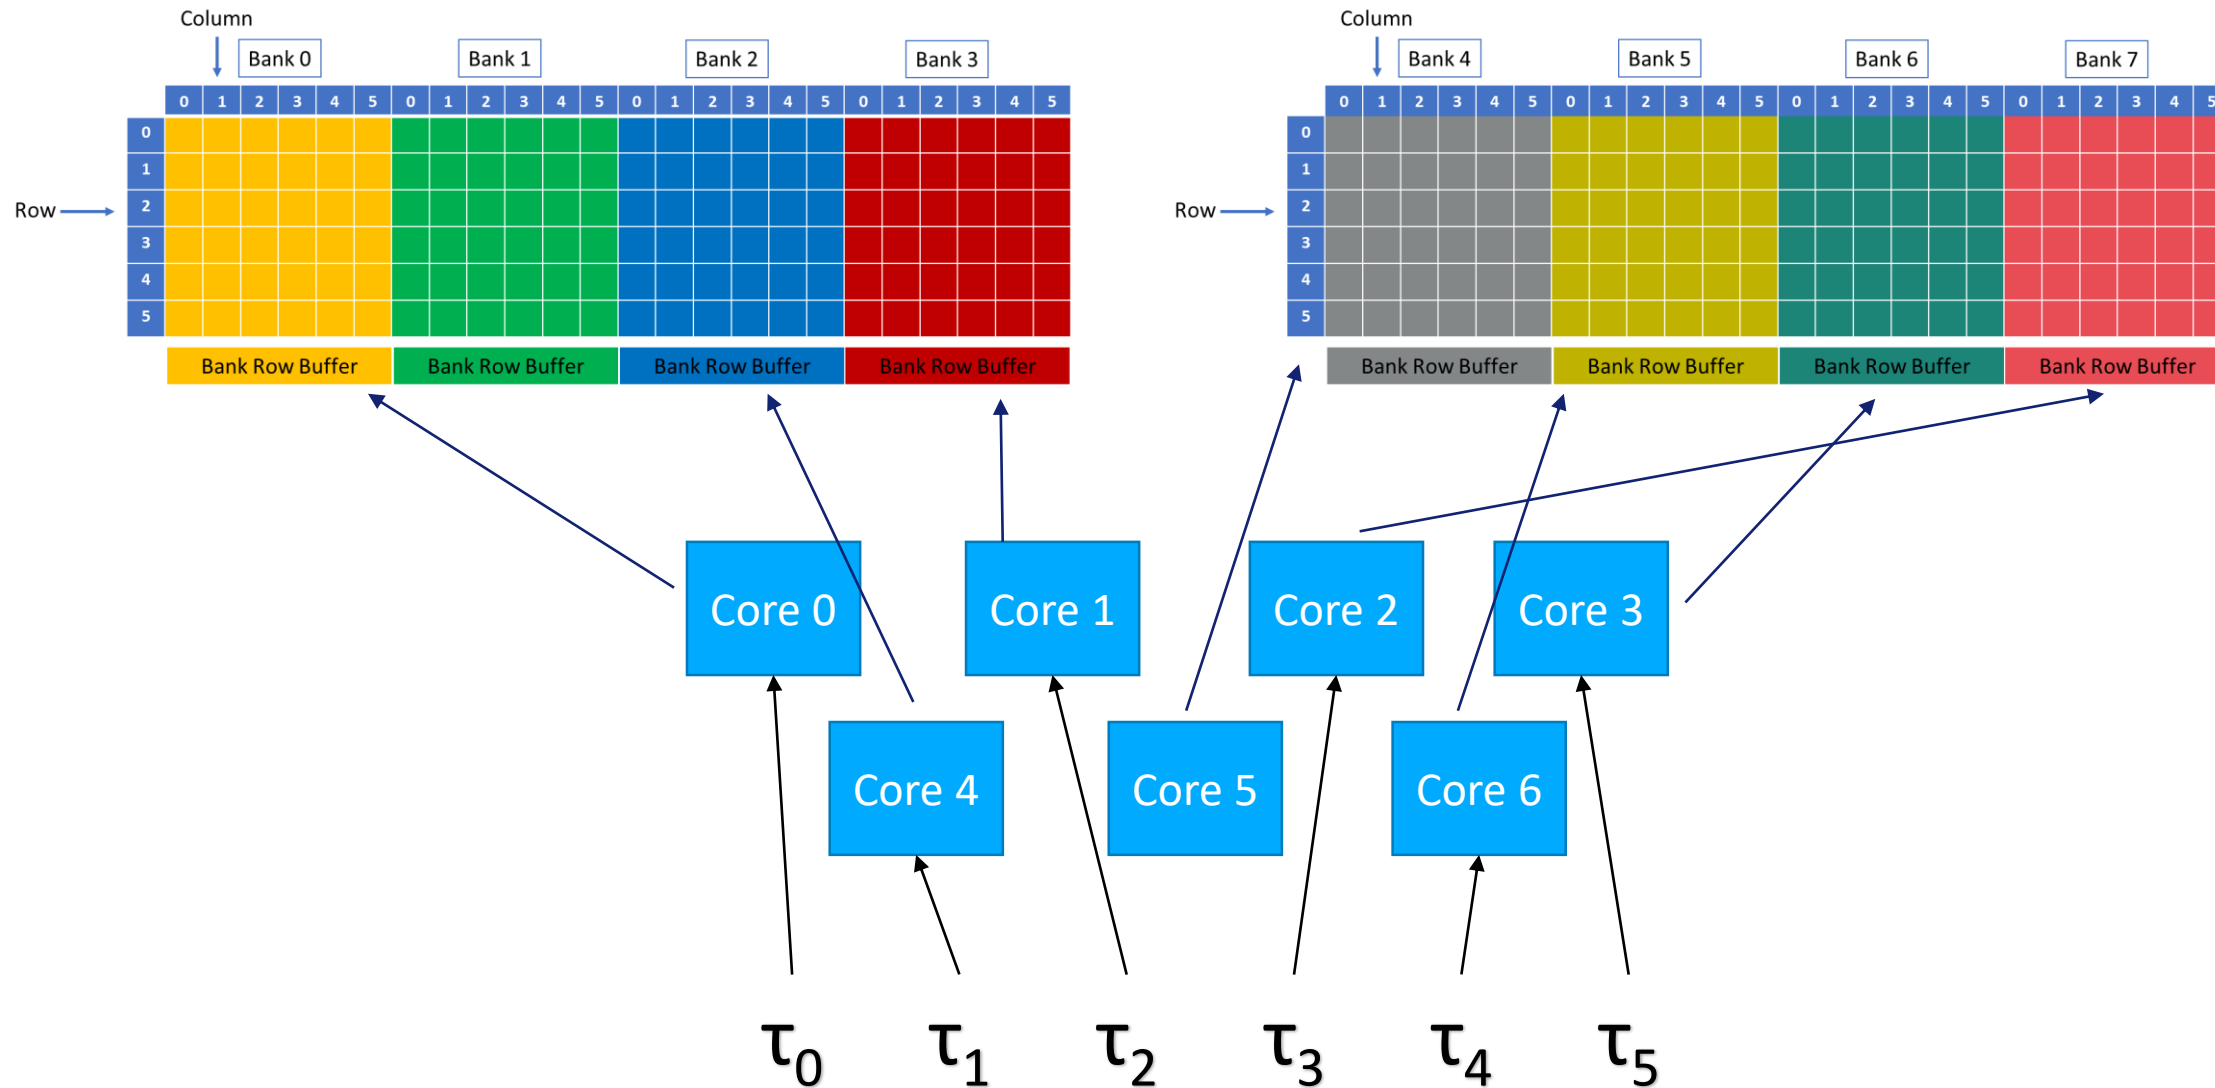 Column Column
Bank 0 Bank 1 Bank 2 Bank 3 Bank 4 Bank 5 Bank 6 Bank 7
0 1 2 3 4 5 0 1 2 3 4 5 0 1 2 3 4 5 0 1 2 3 4 5 0 1 2 3 4 5 0 1 2 3 4 5 0 1 2 3 4 5 0 1 2 3 4 5
0 0
1 1
Row 2 Row 2
3 3
4 4
5 5
Bank Row Buffer Bank Row Buffer Bank Row Buffer Bank Row Buffer Bank Row Buffer Bank Row Buffer Bank Row Buffer Bank Row Buffer
Core 0 Core 1 Core 2 Core 3
Core 4 Core 5 Core 6
τ0 τ1 τ2 τ3 τ4 τ5